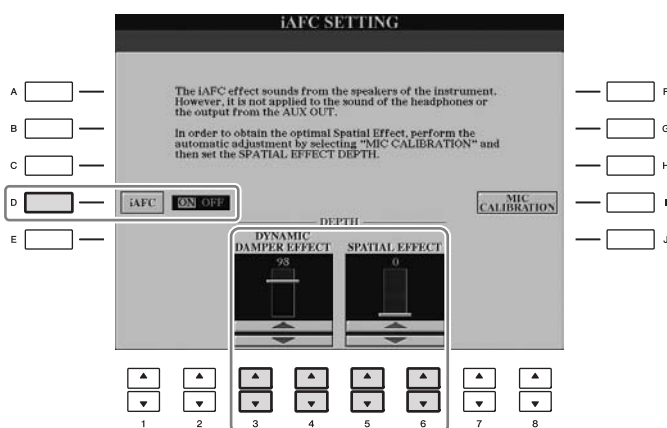 iAFC SETTING
The iAFC effect sounds from the speakers of the instrument.
However, it is not applied to the sound of the headphones or
the output from the AUX OUT.
In order to obtain the optimal Spatial Effect, perform the
automatic adjustment by selecting "MIC CALIBRATION" and
then set the SPATIAL EFFECT DEPTH.
A
B
C
D
E
F
G
H
I
J
iAFC ON OFF
MIC
CALIBRATION
DEPTH
DYNAMIC
DAMPER EFFECT
SPATIAL EFFECT
98
0
1 2 3 4 5 6 7 8